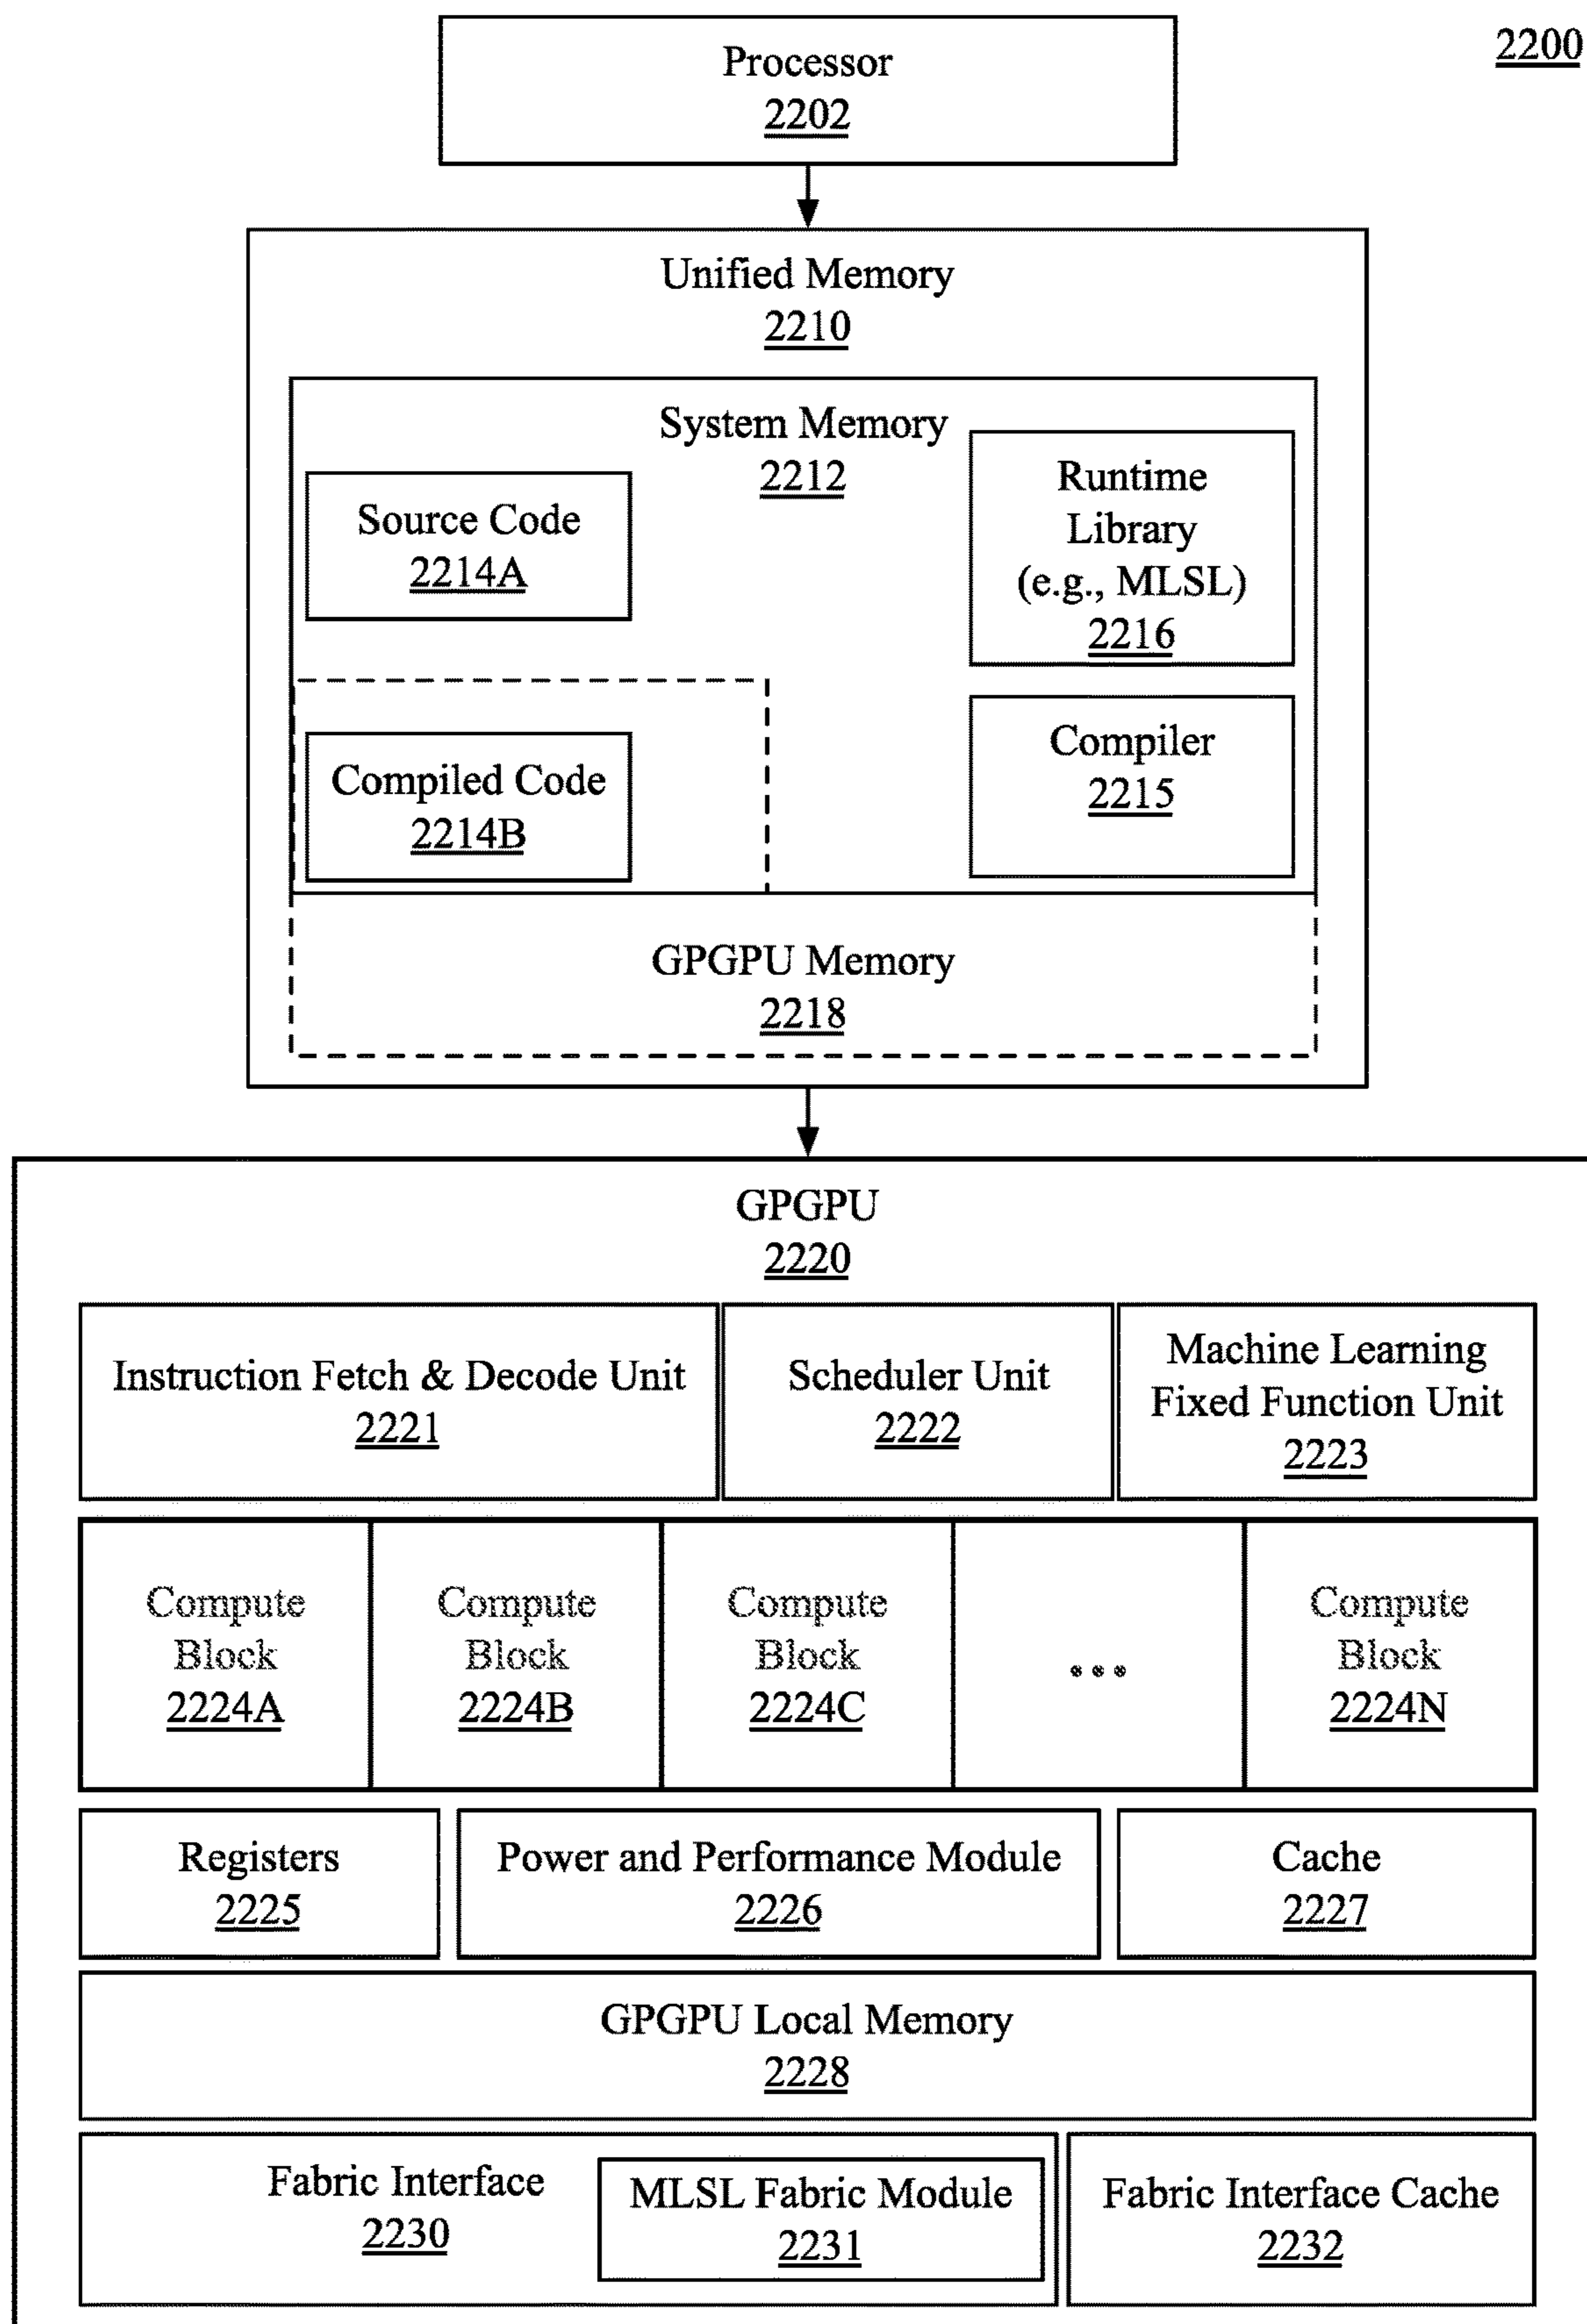 2200
Processor
2202
Unified Memory
2210
System Memory
2212
Source Code
2214A
Runtime
Library
(e.g., MLSL)
2216
Compiled Code
2214B
Compiler
2215
GPGPU Memory
2218
GPGPU
2220
Instruction Fetch & Decode Unit
2221
Scheduler Unit
2222
Machine Learning
Fixed Function Unit
2223
Compute
Block
2224A
Compute
Block
2224B
Compute
Block
2224C
...
Compute
Block
2224N
Registers
2225
Power and Performance Module
2226
Cache
2227
GPGPU Local Memory
2228
Fabric Interface
2230
MLSL Fabric Module
2231
Fabric Interface Cache
2232